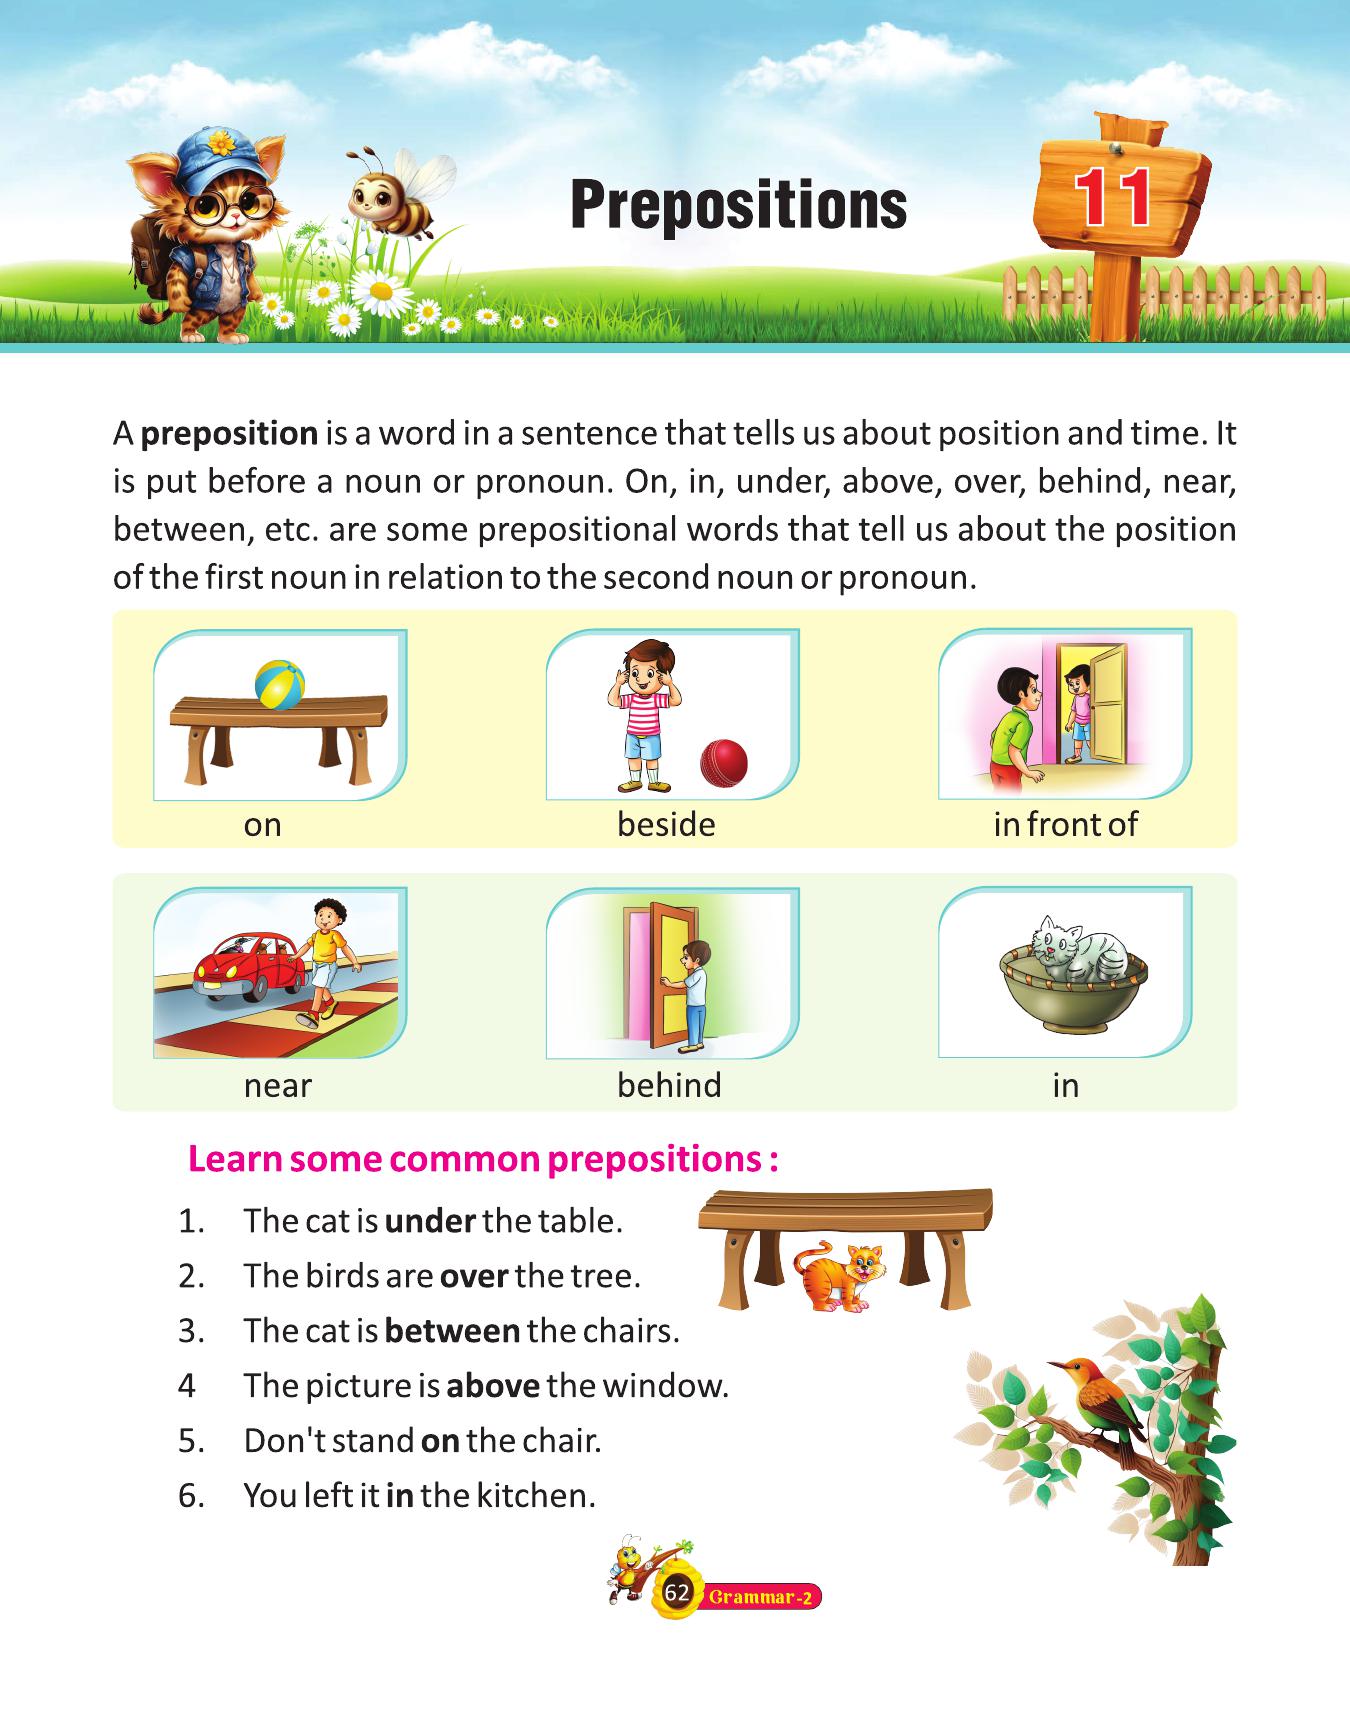 Prepositions
11
A preposition is a word in a sentence that tells us about position and time. It
is put before a noun or pronoun. On, in, under, above, over, behind, near,
between, etc. are some prepositional words that tell us about the position
of the first noun in relation to the second noun or pronoun.
on beside in front of
near behind in
Learn some common prepositions :
1. The cat is under the table.
2. The birds are over the tree.
3. The cat is between the chairs.
4 The picture is above the window.
5. Don't stand on the chair.
6. You left it in the kitchen.
62 Grammar-2